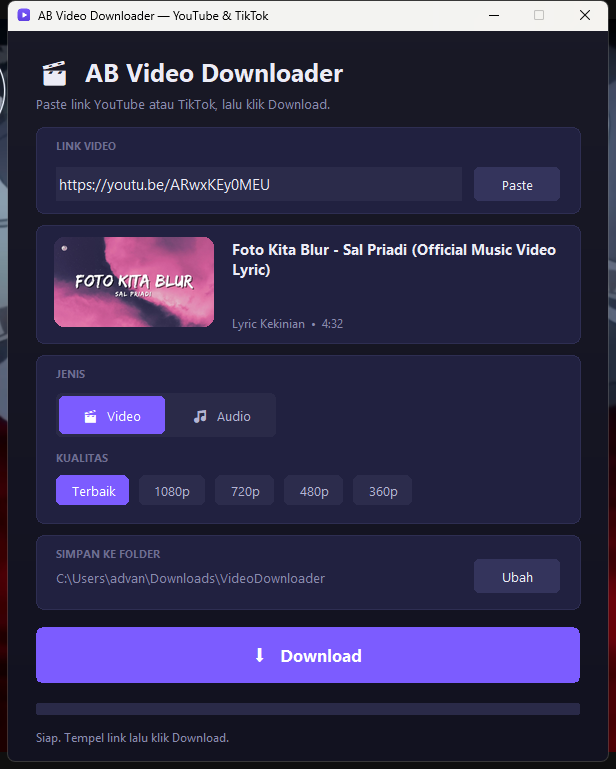 AB Video Downloader — YouTube & TikTok
AB Video Downloader
Paste link YouTube atau TikTok, lalu klik Download.
LINK VIDEO
https://youtu.be/ARwxKEy0MEU
Paste
FOTO KITA BLUR
SAL PRIADI
Foto Kita Blur - Sal Priadi (Official Music Video
Lyric)
Lyric Kekinian • 4:32
JENIS
Video
Audio
KUALITAS
Terbaik
1080p
720p
480p
360p
SIMPAN KE FOLDER
C:\Users\advan\Downloads\VideoDownloader
Ubah
Download
Siap. Tempel link lalu klik Download.